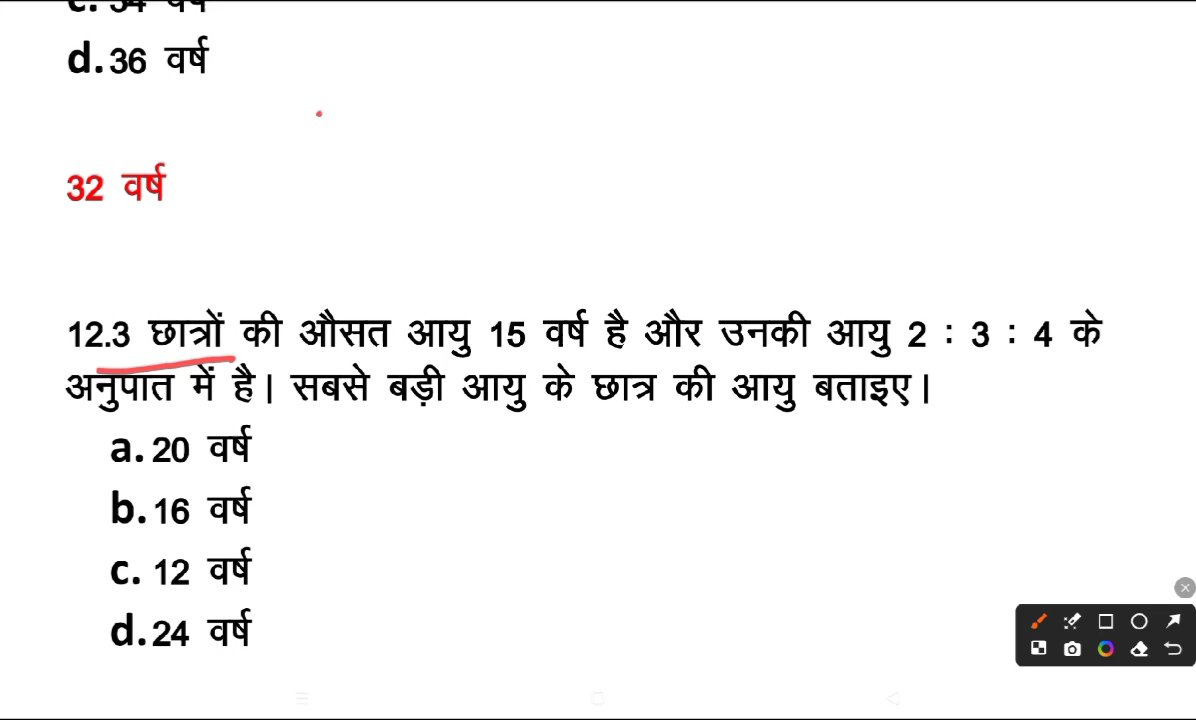 d. 36 वर्ष
32 वर्ष
12.3 छात्रों की औसत आयु 15 वर्ष है और उनकी आयु 2 : 3 : 4 के
अनुपात में है। सबसे बड़ी आयु के छात्र की आयु बताइए।
a. 20 वर्ष
b. 16 वर्ष
c. 12 वर्ष
d. 24 वर्ष